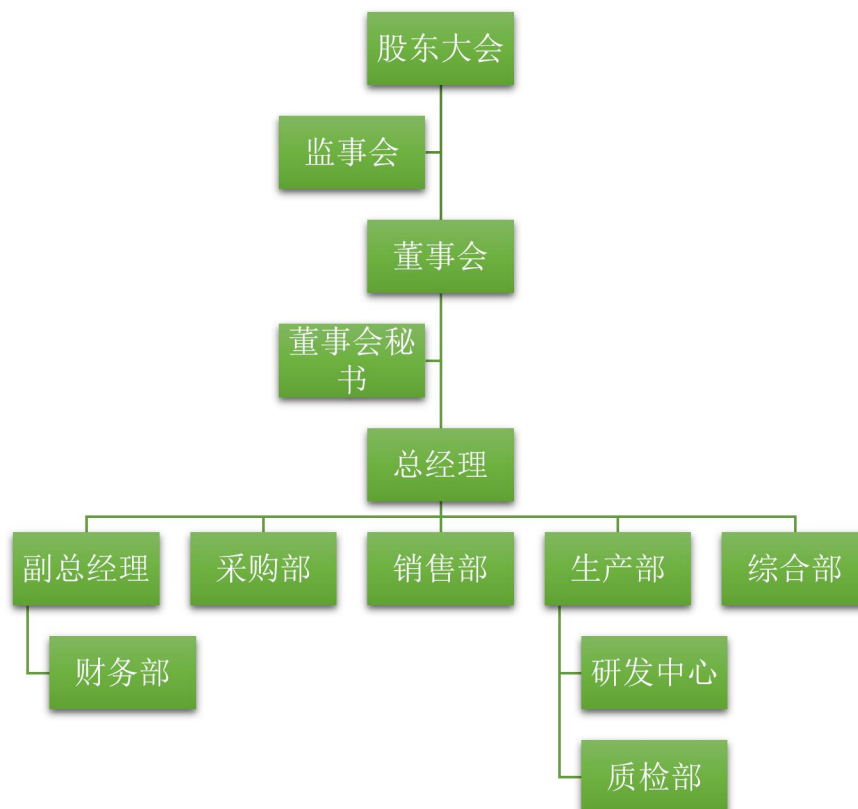 股东大会
监事会
董事会
董事会秘
书
总经理
副总经理
采购部
销售部
生产部
综合部
财务部
研发中心
质检部